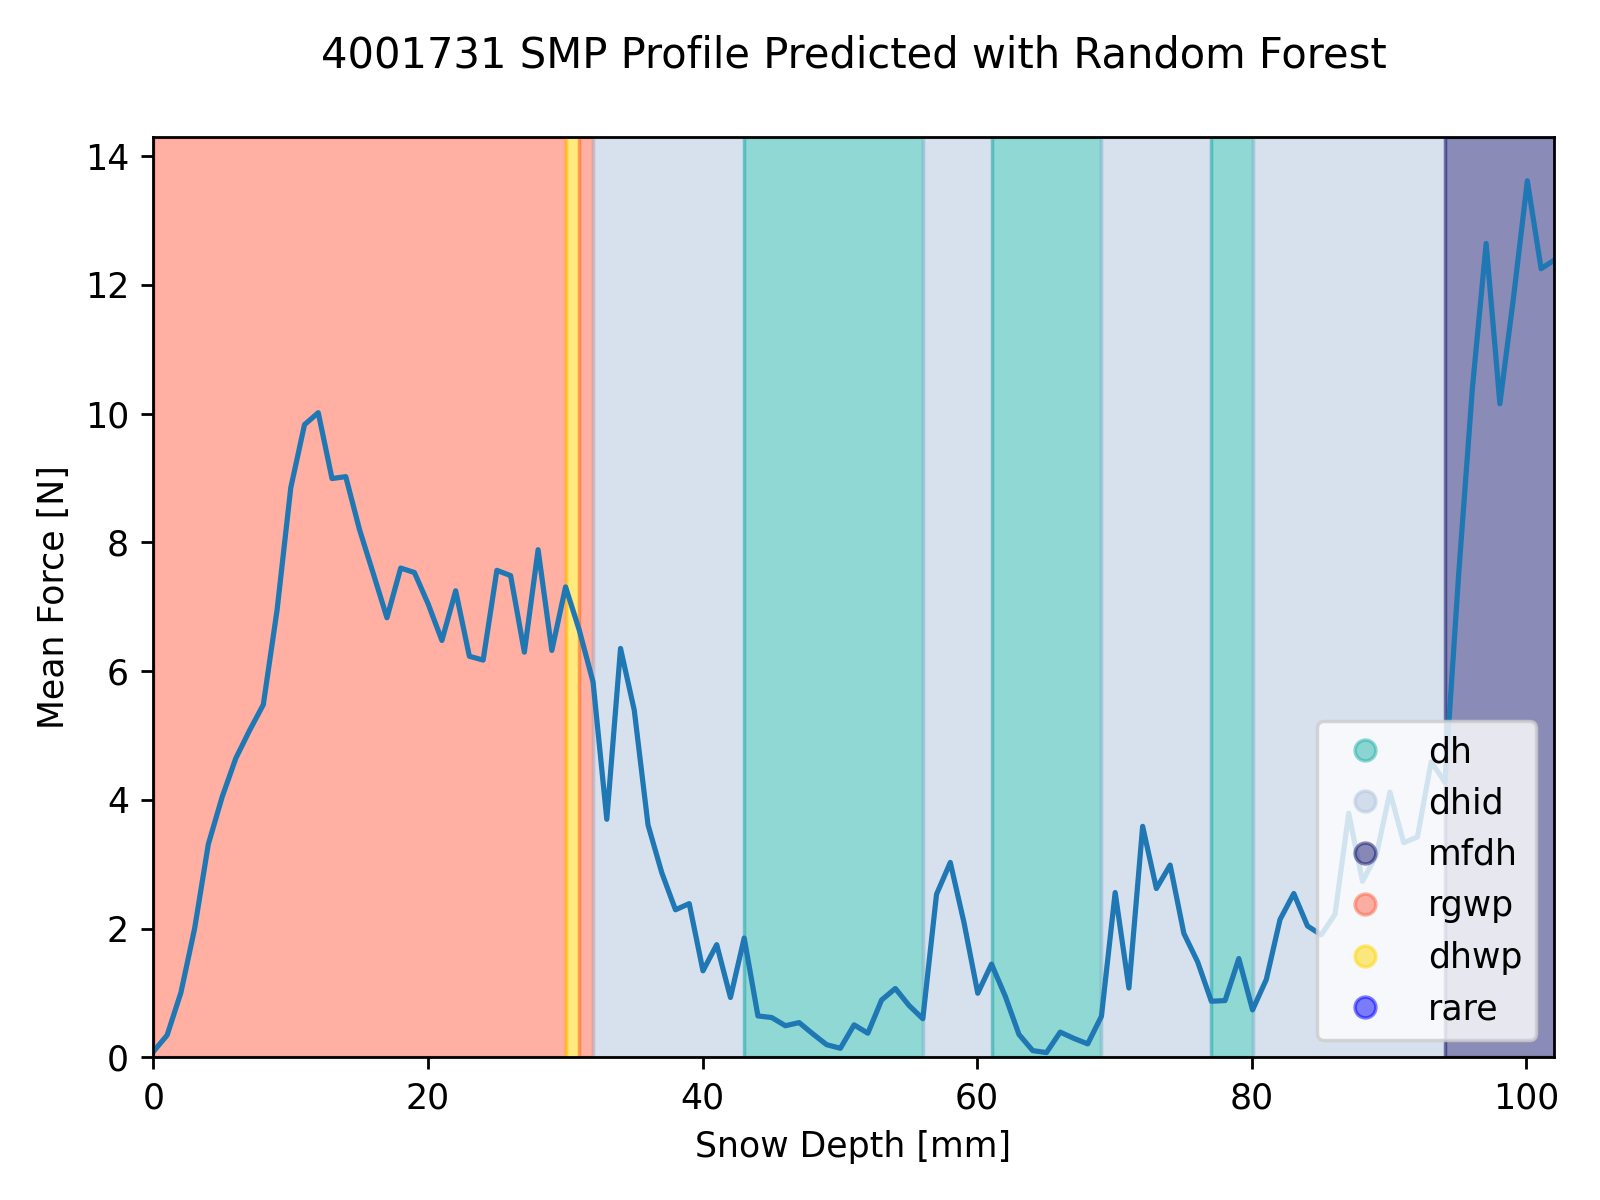 4001731 SMP Profile Predicted with Random Forest
14
12
10
8
6
4
2
0
Mean Force [N]
dh
dhid
mfdh
rgwp
dhwp
rare
0
20
40
60
80
100
Snow Depth [mm]